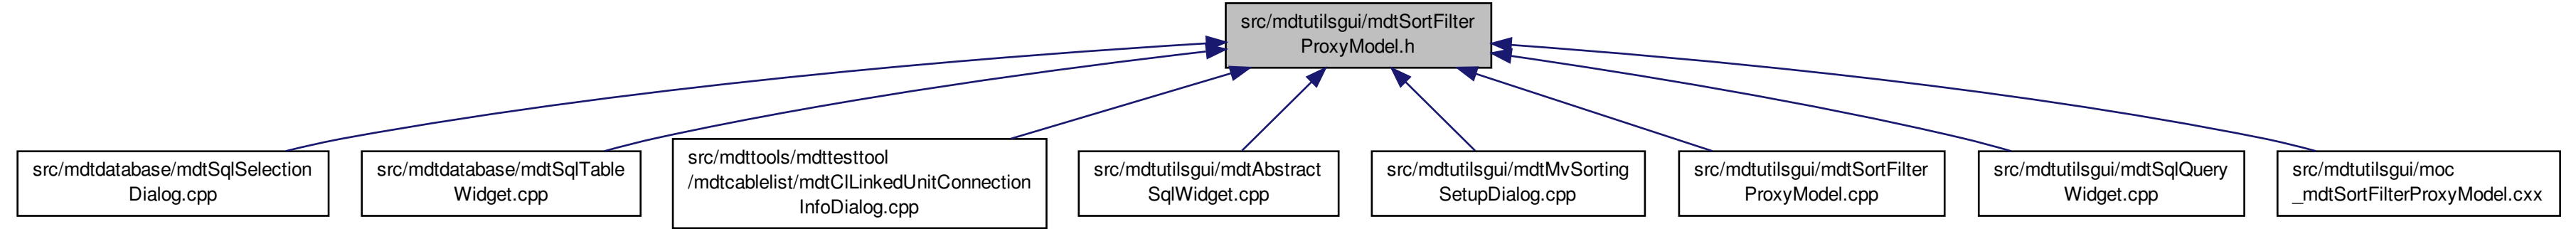 src/mdtutilsgui/mdtSortFilter
ProxyModel.h
src/mdtdatabase/mdtSqlSelection
Dialog.cpp
src/mdtdatabase/mdtSqlTable
Widget.cpp
src/mdttools/mdttesttool
/mdtcablelist/mdtClLinkedUnitConnection
InfoDialog.cpp
src/mdtutilsgui/mdtAbstract
SqlWidget.cpp
src/mdtutilsgui/mdtMvSorting
SetupDialog.cpp
src/mdtutilsgui/mdtSortFilter
ProxyModel.cpp
src/mdtutilsgui/mdtSqlQuery
Widget.cpp
src/mdtutilsgui/moc
_mdtSortFilterProxyModel.cxx